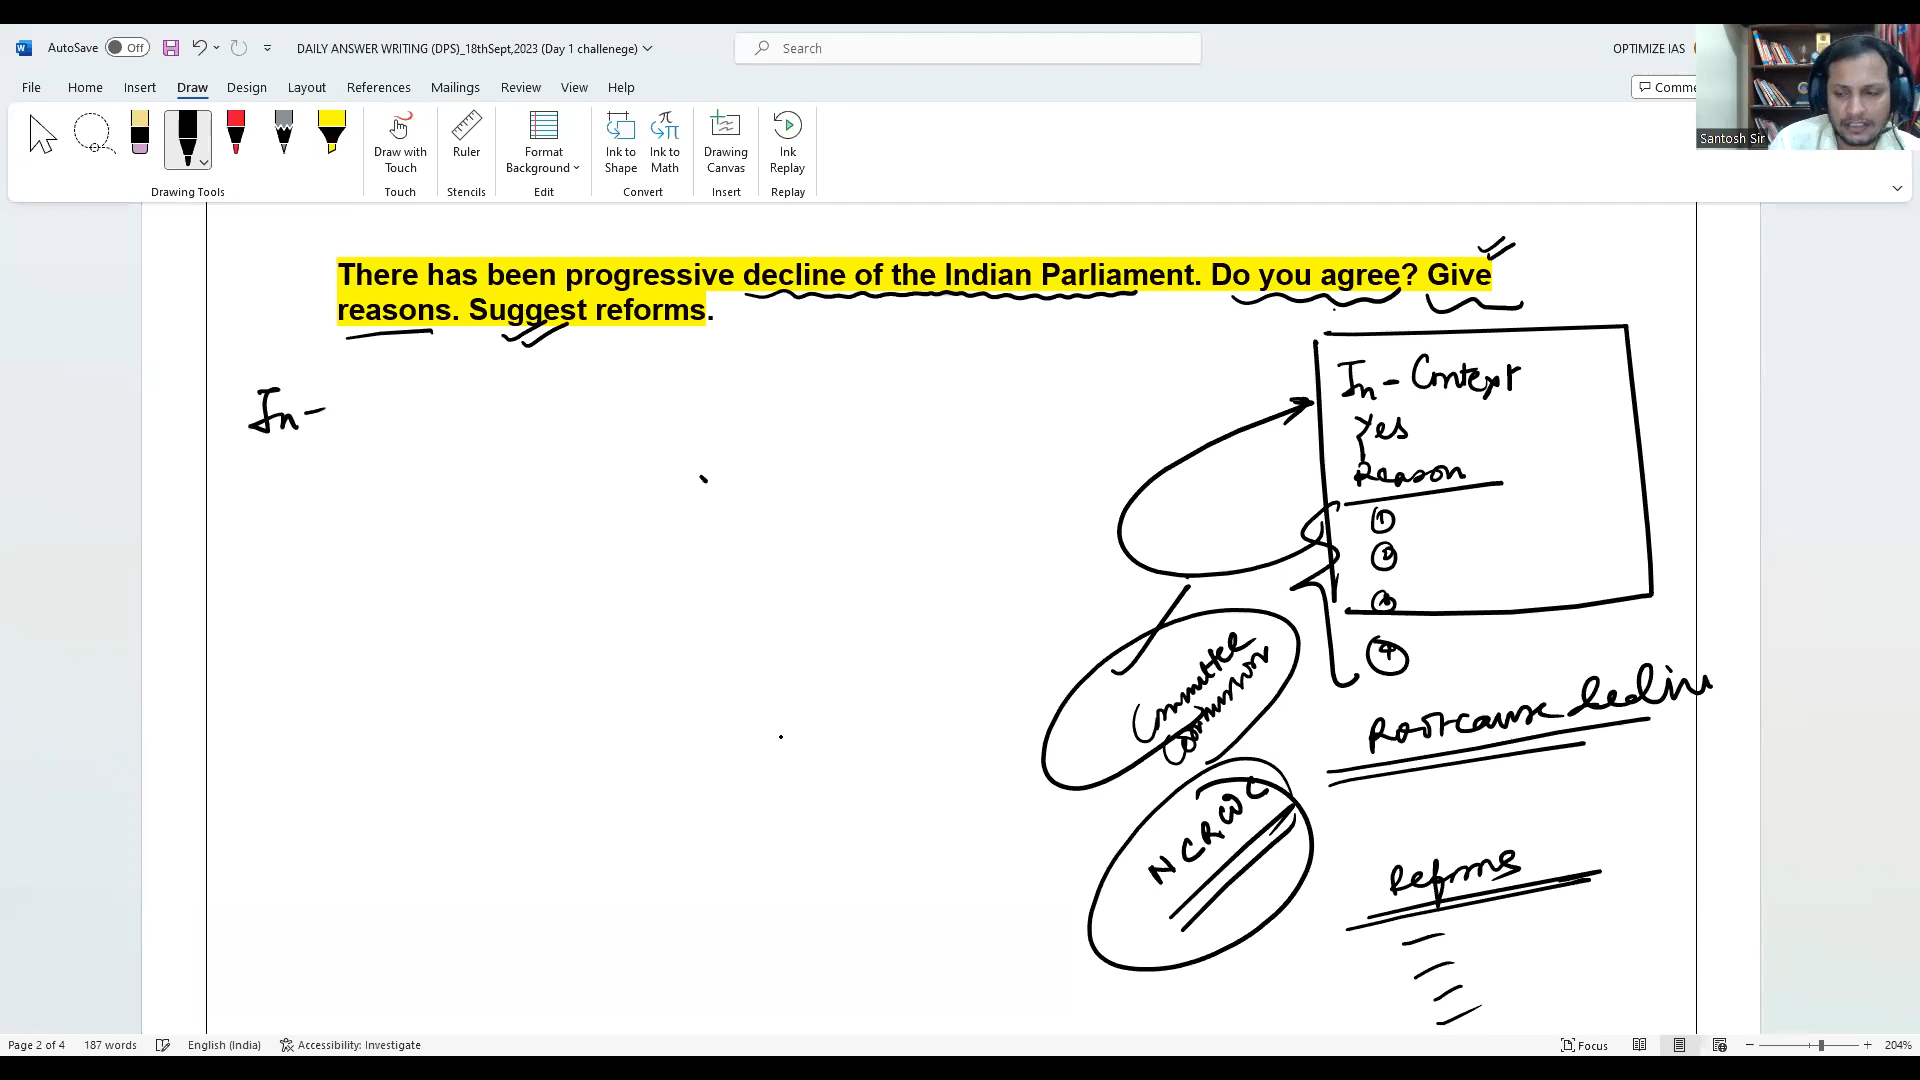 AutoSave Off DAILY ANSWER WRITING (DPS)_18thSept,2023 (Day 1 challenege) Search OPTIMIZE IAS
File Home Insert Draw Design Layout References Mailings Review View Help Comme
Santosh Sir
Draw with Touch
Ruler
Format Background
Ink to Shape
Ink to Math
Drawing Canvas
Ink Replay
Drawing Tools Touch Stencils Edit Convert Insert Replay
There has been progressive decline of the Indian Parliament. Do you agree? Give
reasons. Suggest reforms.
In -
In - Context
Yes
Reason
①
②
③
④
Committee
Commission
NCRWC
Rootcause decline
Reforms
Page 2 of 4 187 words English (India) Accessibility: Investigate Focus 204%